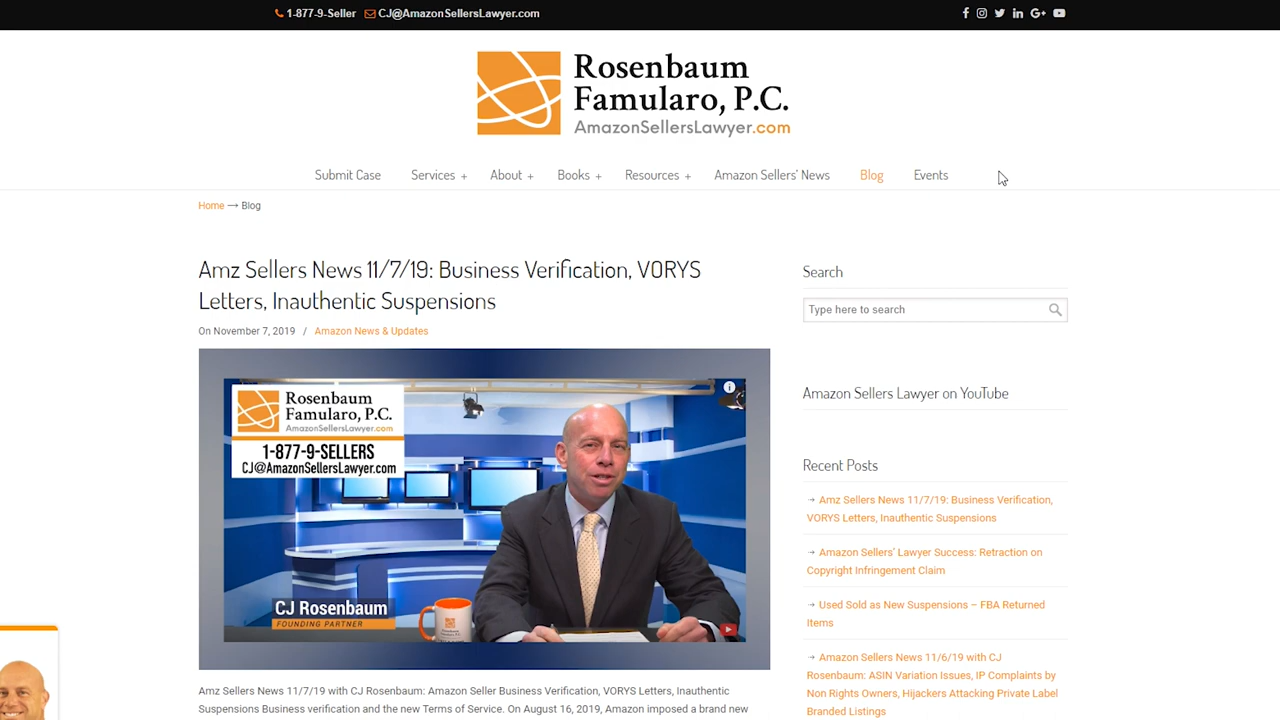 1-877-9-Seller CJ@AmazonSellersLawyer.com
Rosenbaum
Famularo, P.C.
AmazonSellersLawyer.com
Submit Case Services + About + Books + Resources + Amazon Sellers' News Blog Events
Home → Blog
Amz Sellers News 11/7/19: Business Verification, VORYS
Letters, Inauthentic Suspensions
On November 7, 2019 / Amazon News & Updates
Rosenbaum
Famularo, P.C.
AmazonSellersLawyer.com
1-877-9-SELLERS
CJ@AmazonSellersLawyer.com
CJ Rosenbaum
FOUNDING PARTNER
Amz Sellers News 11/7/19 with CJ Rosenbaum: Amazon Seller Business Verification, VORYS Letters, Inauthentic
Suspensions Business verification and the new Terms of Service. On August 16, 2019, Amazon imposed a brand new
Search
Type here to search
Amazon Sellers Lawyer on YouTube
Recent Posts
Amz Sellers News 11/7/19: Business Verification,
VORYS Letters, Inauthentic Suspensions
Amazon Sellers' Lawyer Success: Retraction on
Copyright Infringement Claim
Used Sold as New Suspensions – FBA Returned
Items
Amazon Sellers News 11/6/19 with CJ
Rosenbaum: ASIN Variation Issues, IP Complaints by
Non Rights Owners, Hijackers Attacking Private Label
Branded Listings